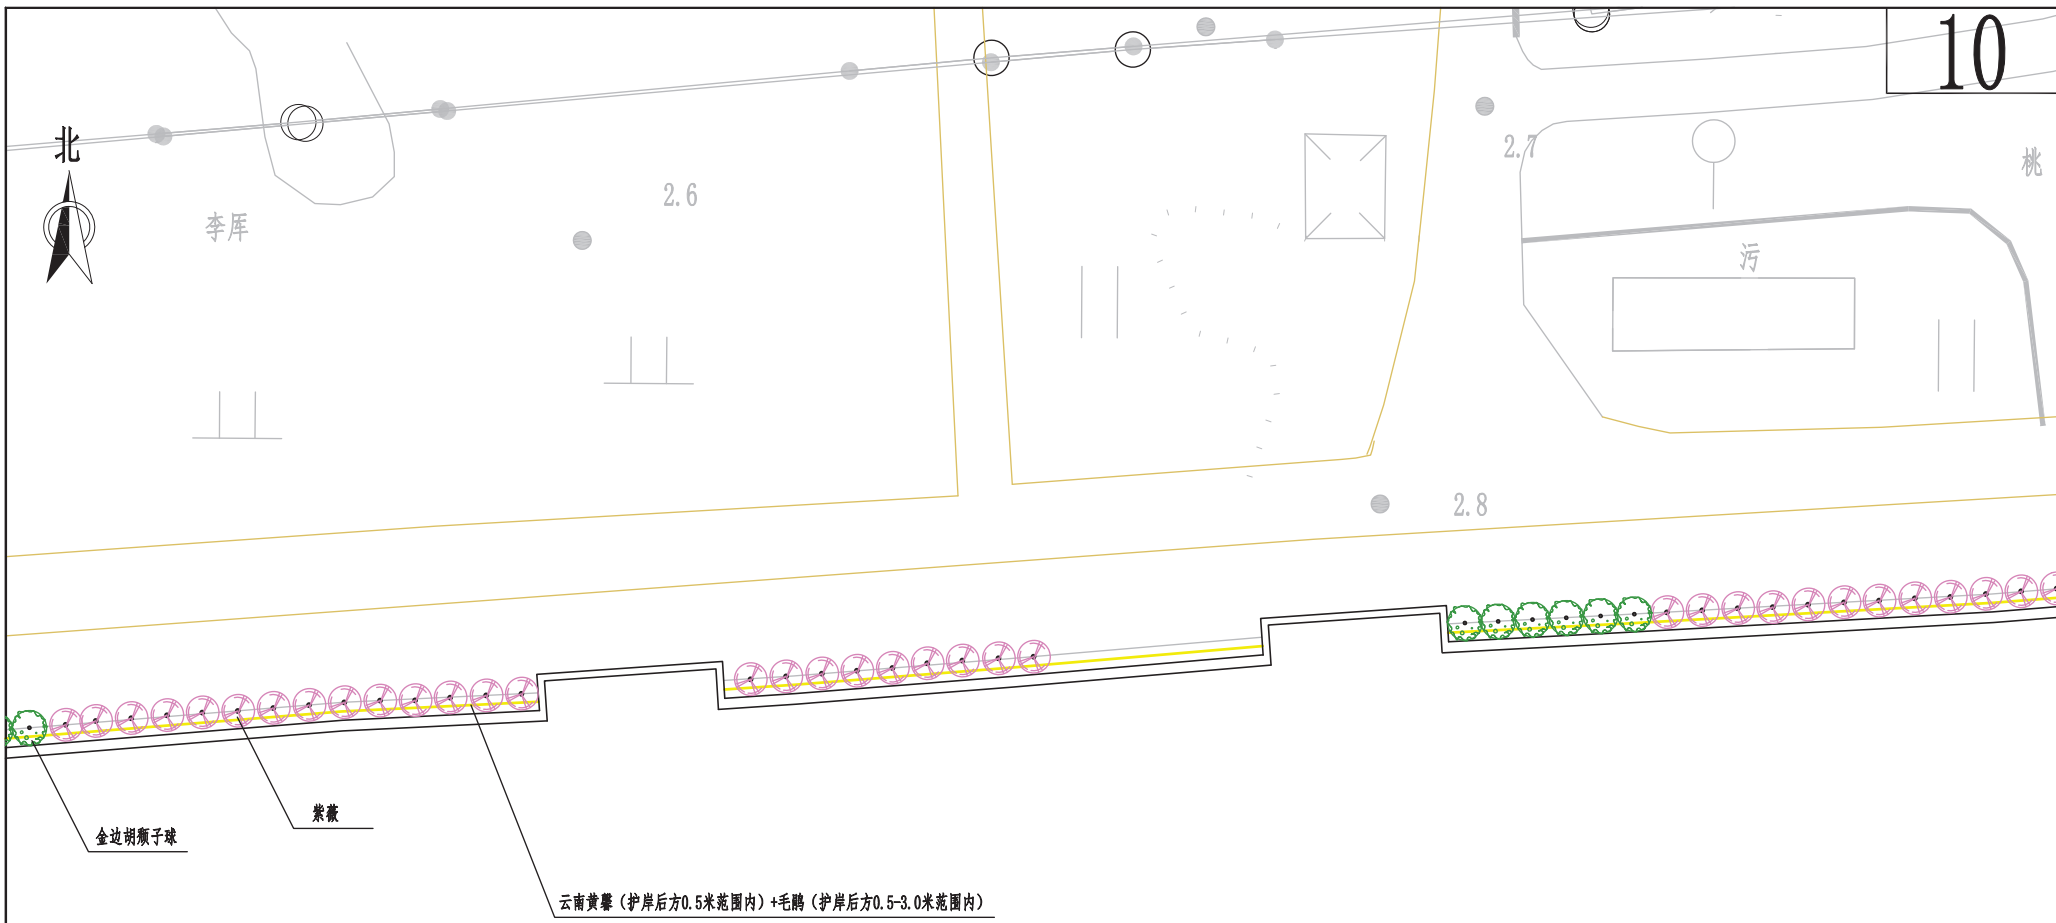 10
北
2.7
桃
2.6
李厍
污
2.8
紫薇
金边胡颓子球
云南黄馨（护岸后方0.5米范围内）+毛鹃（护岸后方0.5-3.0米范围内）